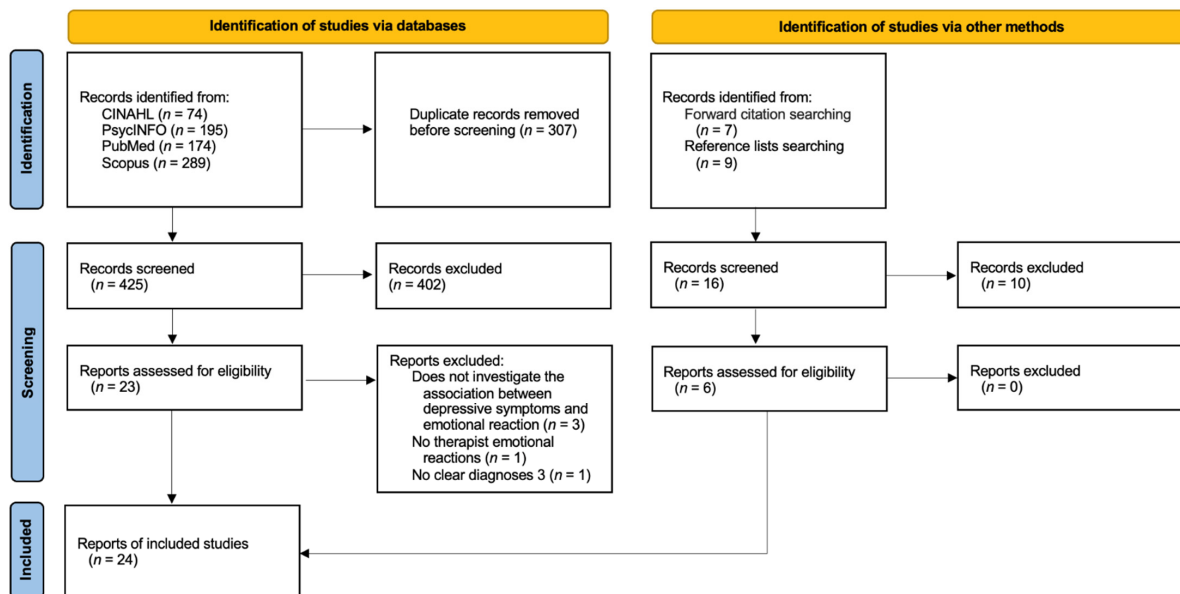 Identification of studies via databases
Identification of studies via other methods
Identification
Records identified from:
CINAHL (n = 74)
PsycINFO (n = 195)
PubMed (n = 174)
Scopus (n = 289)
Duplicate records removed
before screening (n = 307)
Records identified from:
Forward citation searching
(n = 7)
Reference lists searching
(n = 9)
Screening
Records screened
(n = 425)
Records excluded
(n = 402)
Records screened
(n = 16)
Records excluded
(n = 10)
Reports assessed for eligibility
(n = 23)
Reports excluded:
Does not investigate the
association between
depressive symptoms and
emotional reaction (n = 3)
No therapist emotional
reactions (n = 1)
No clear diagnoses 3 (n = 1)
Reports assessed for eligibility
(n = 6)
Reports excluded
(n = 0)
Included
Reports of included studies
(n = 24)